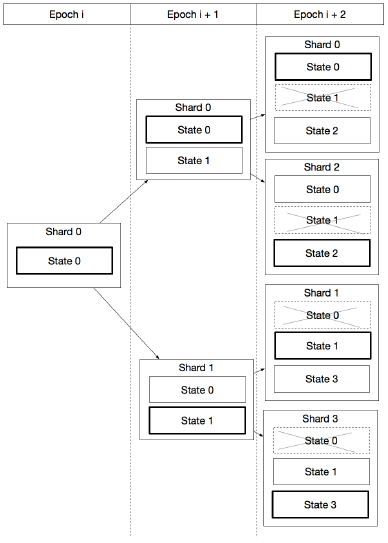 Epoch i
Epoch i + 1
Epoch i + 2
Shard 0
State 0
Shard 0
State 0
State 1
Shard 1
State 0
State 1
Shard 0
State 0
State 1
State 2
Shard 2
State 0
State 1
State 2
Shard 1
State 0
State 1
State 3
Shard 3
State 0
State 1
State 3